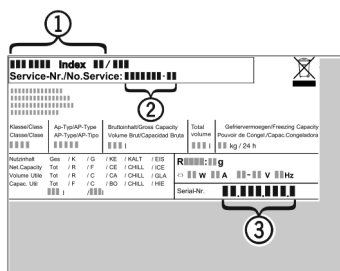 1
Index /
Service-Nr./No.Service: -
2
Klasse/Class Ap-Typ/AP-Type Bruttoinhalt/Gross Capacity Total Gefriervermoegen/Freezing Capacity
Classe/Clase AP-Type/AP-Tipo Volume Brut/Capacidad Bruta volume Pouvoir de Congel./Capac.Congeladora
l l kg / 24 h
Nutzinhalt Ges / K / G / KE / KALT / EIS
Net Capacity Tot / R / F / CE / CHILL / ICE
Volume Utile Tot / R / C / CA / CHILL / GLA
Capac. Util Tot / F / C / BO / CHILL / HIE
l / l
R : g
W A - V Hz
Serial-Nr. . . .
3